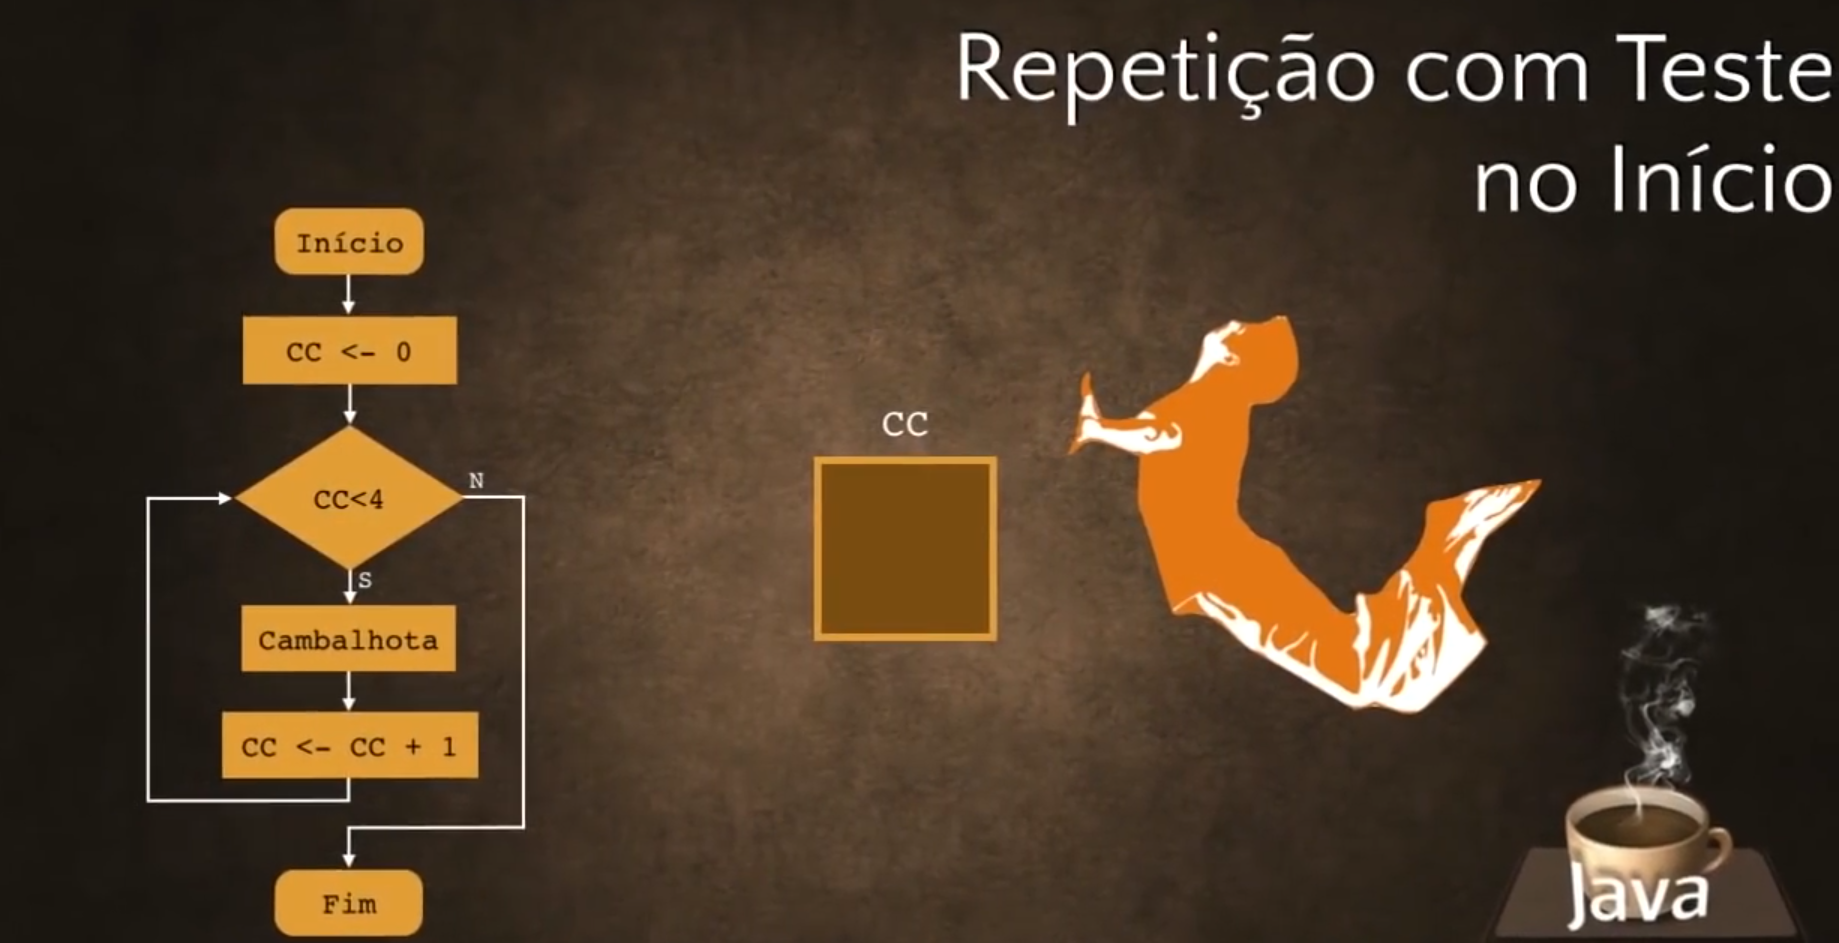 Repetição com Teste
no Início
Início
CC <- 0
CC<4
N
S
Cambalhota
CC <- CC + 1
Fim
CC
Java